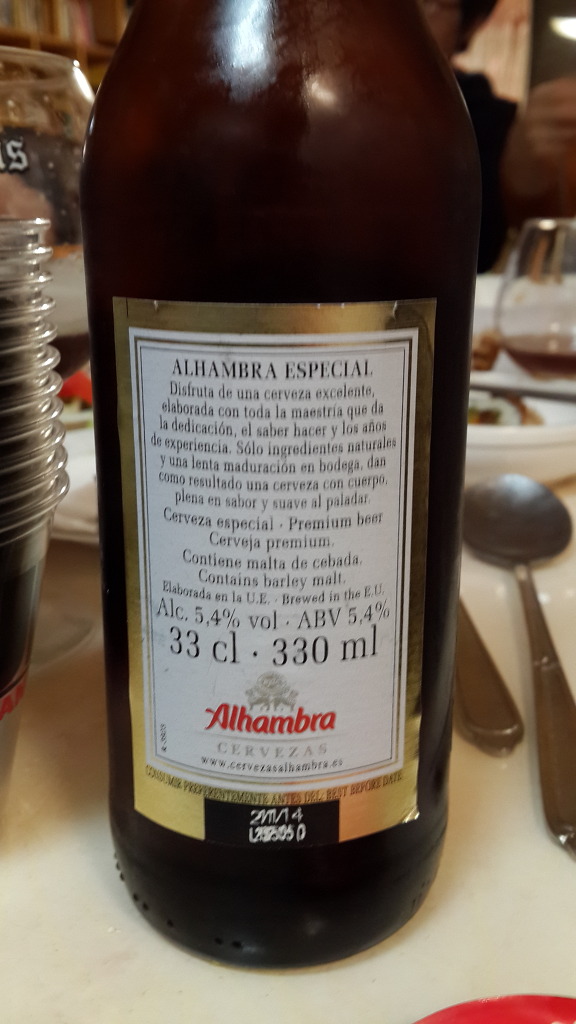 ALHAMBRA ESPECIAL
Disfruta de una cerveza excelente,
elaborada con toda la maestría que da
la dedicación, el saber hacer y los años
de experiencia. Sólo ingredientes naturales
y una lenta maduración en bodega, dan
como resultado una cerveza con cuerpo,
plena en sabor y suave al paladar.
Cerveza especial · Premium beer
Cerveja premium.
Contiene malta de cebada.
Contains barley malt.
Elaborada en la U.E. · Brewed in the E.U.
Alc. 5,4% vol · ABV 5,4%
33 cl · 330 ml
Alhambra
CERVEZAS
www.cervezasalhambra.es
CONSUMIR PREFERENTEMENTE ANTES DEL. BEST BEFORE DATE